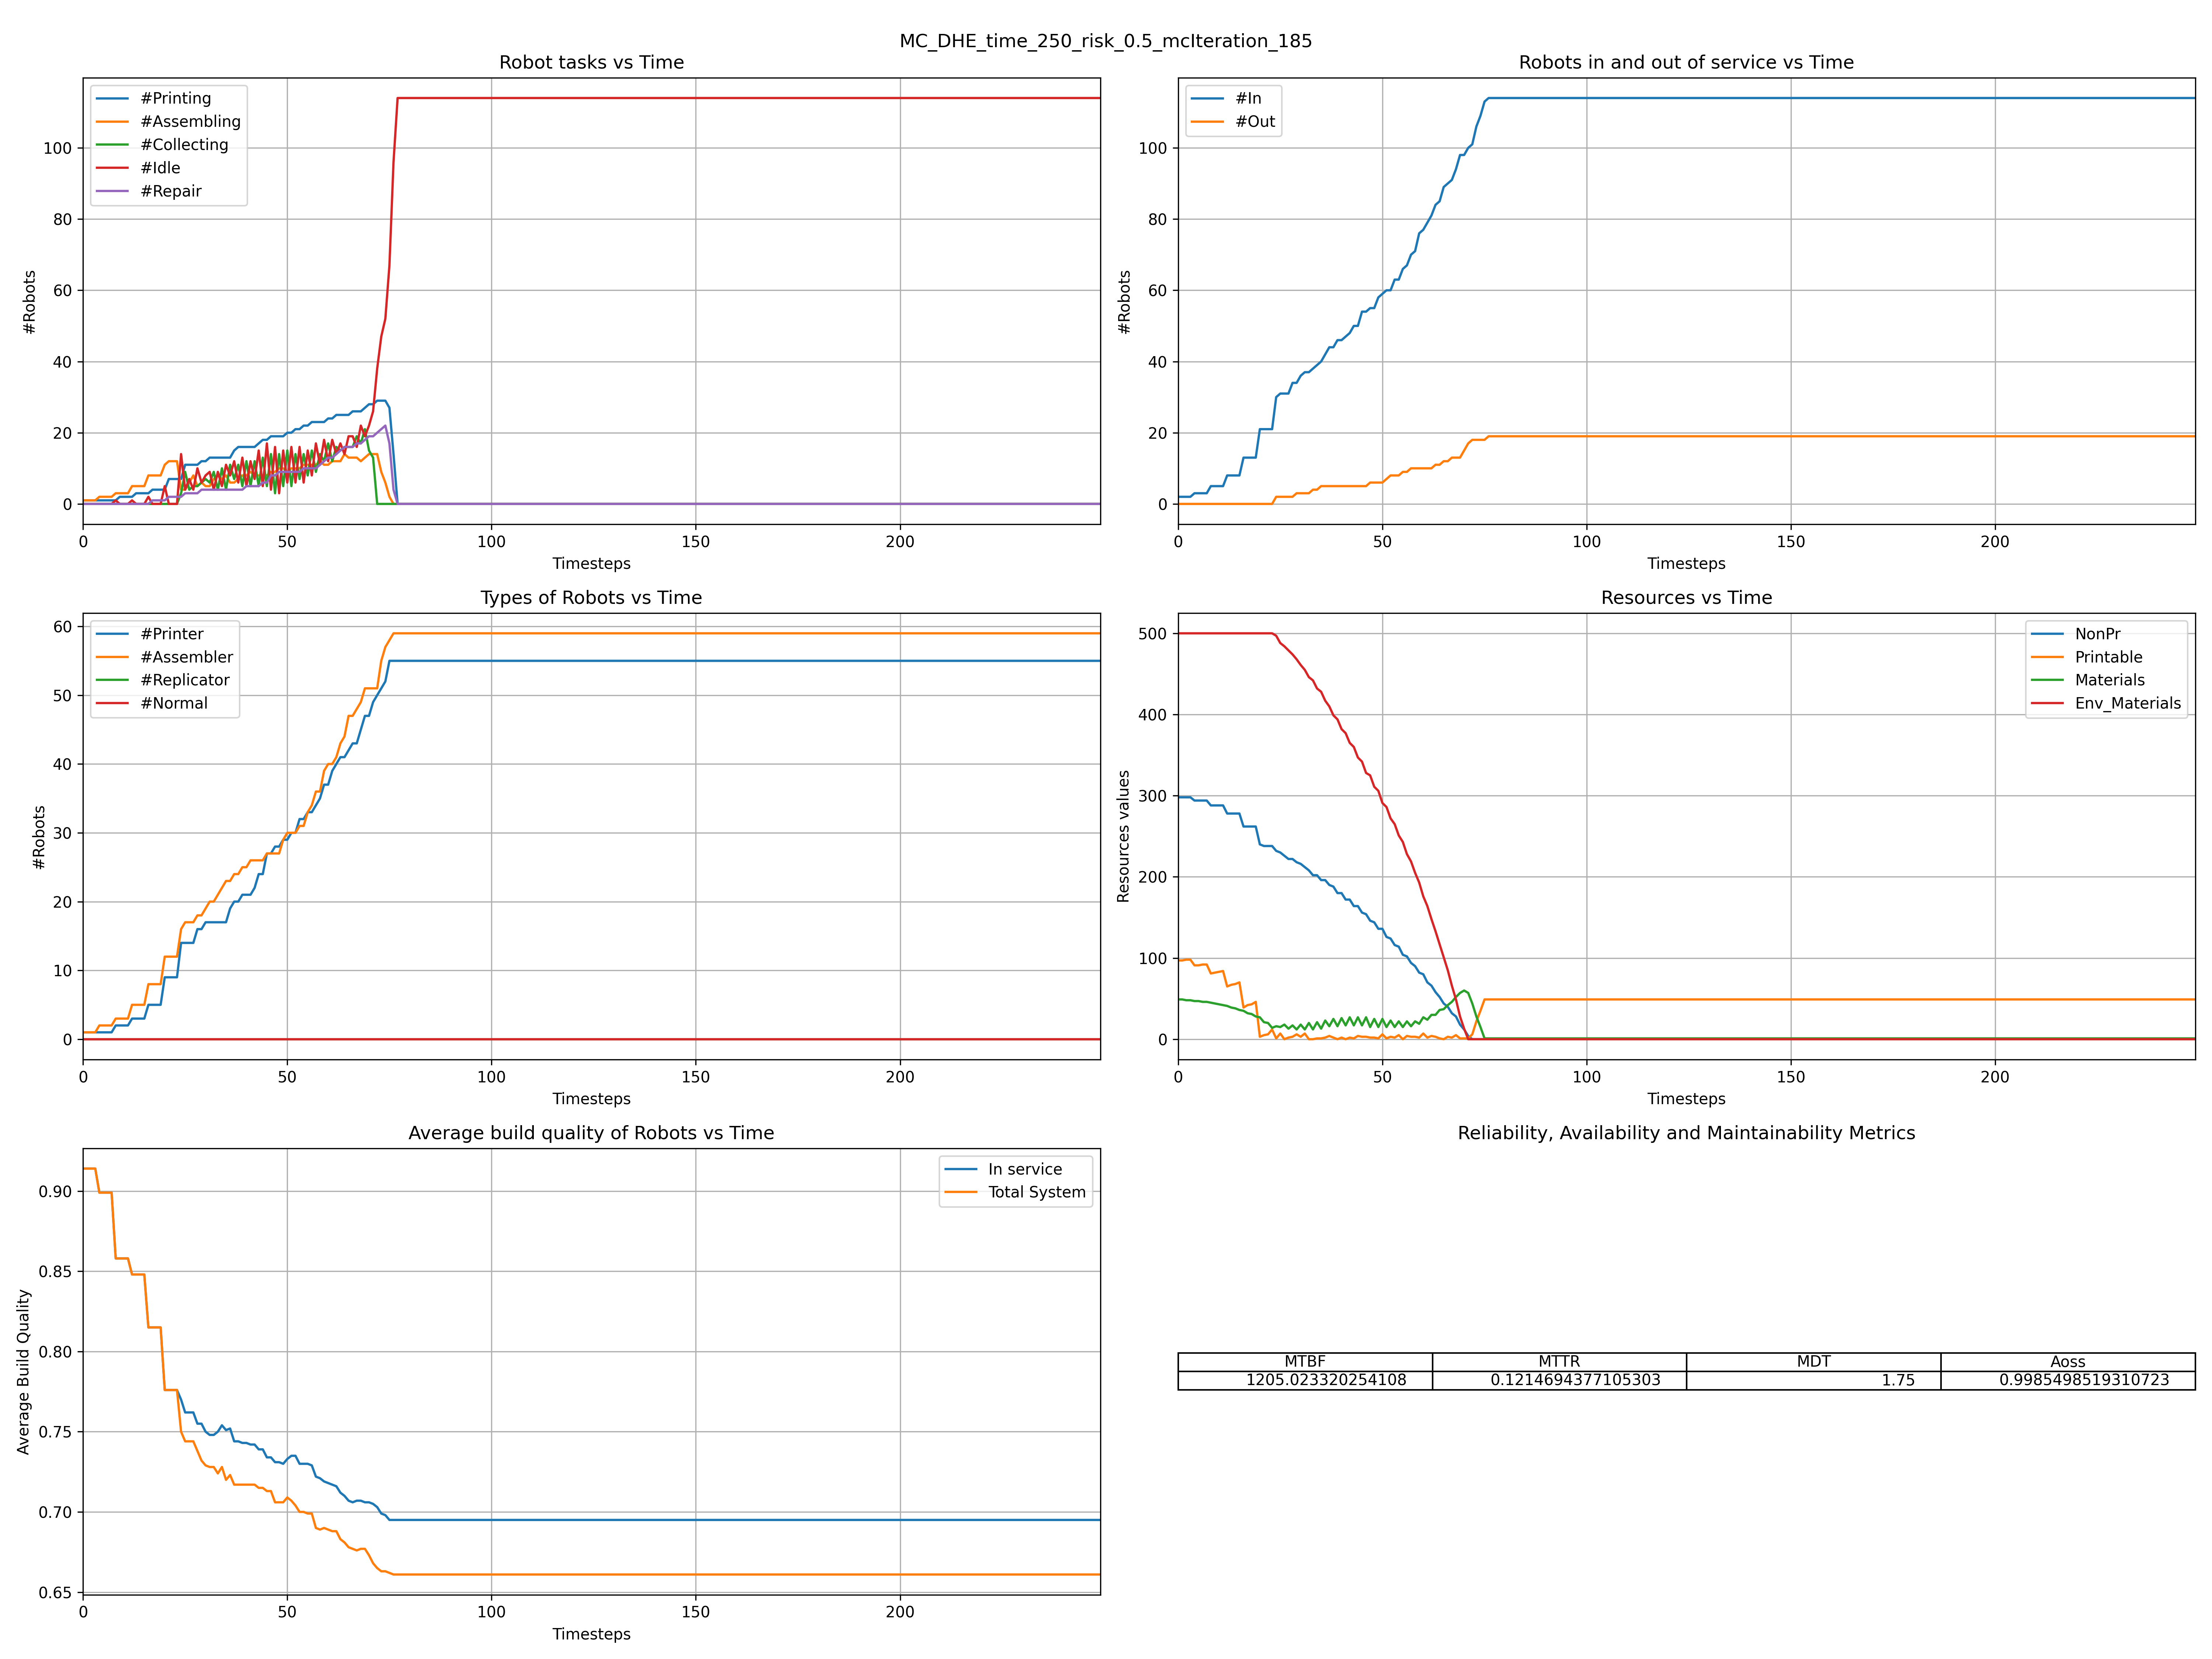 MC_DHE_time_250_risk_0.5_mcIteration_185
Robot tasks vs Time
#Printing
#Assembling
#Collecting
#Idle
#Repair
100
80
60
40
20
0
#Robots
0 50 100 150 200
Timesteps
Robots in and out of service vs Time
#In
#Out
100
80
60
40
20
0
#Robots
0 50 100 150 200
Timesteps
Types of Robots vs Time
#Printer
#Assembler
#Replicator
#Normal
60
50
40
30
20
10
0
#Robots
0 50 100 150 200
Timesteps
Resources vs Time
NonPr
Printable
Materials
Env_Materials
500
400
300
200
100
0
Resources values
0 50 100 150 200
Timesteps
Average build quality of Robots vs Time
In service
Total System
0.90
0.85
0.80
0.75
0.70
0.65
Average Build Quality
0 50 100 150 200
Timesteps
Reliability, Availability and Maintainability Metrics
MTBF MTTR MDT Aoss
1205.023320254108 0.1214694377105303 1.75 0.9985498519310723